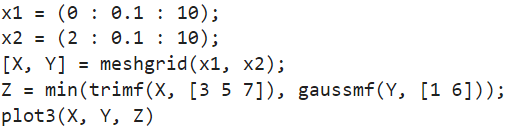 x1 = (0 : 0.1 : 10);
x2 = (2 : 0.1 : 10);
[X, Y] = meshgrid(x1, x2);
Z = min(trimf(X, [3 5 7]), gaussmf(Y, [1 6]));
plot3(X, Y, Z)